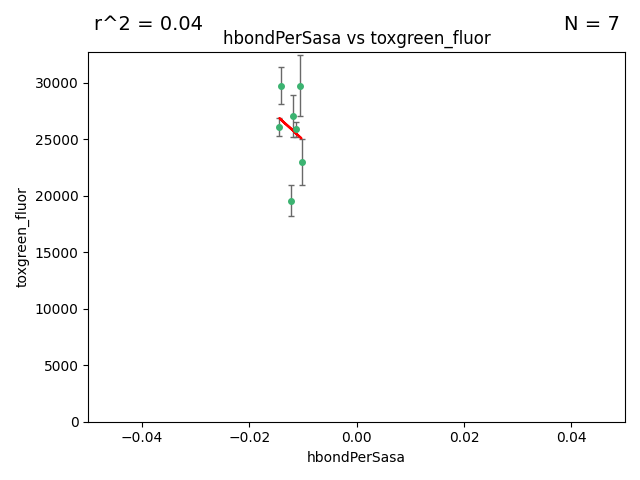 r^2 = 0.04
N = 7
hbondPerSasa vs toxgreen_fluor
30000
25000
20000
15000
10000
5000
0
toxgreen_fluor
−0.04
−0.02
0.00
0.02
0.04
hbondPerSasa